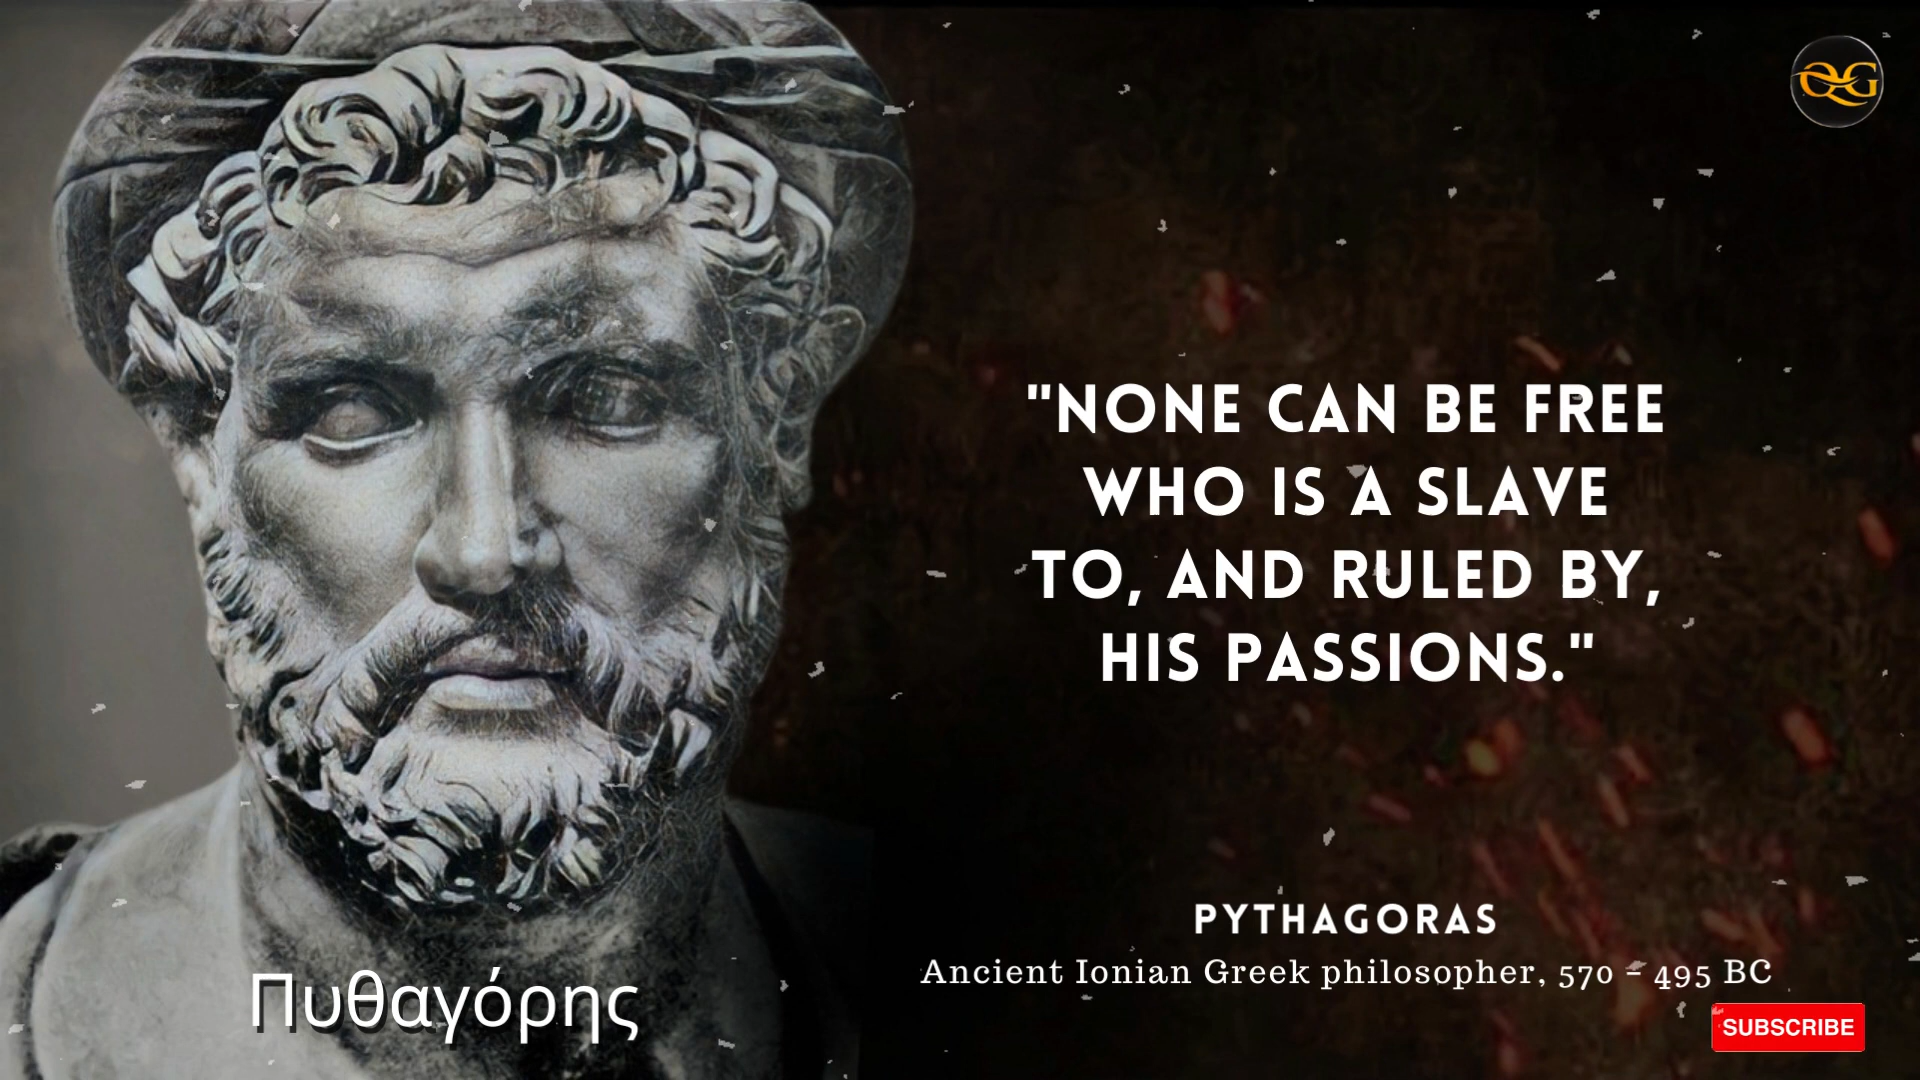 QG
"NONE CAN BE FREE
WHO IS A SLAVE
TO, AND RULED BY,
HIS PASSIONS."
PYTHAGORAS
Ancient Ionian Greek philosopher, 570 – 495 BC
Πυθαγόρης
SUBSCRIBE